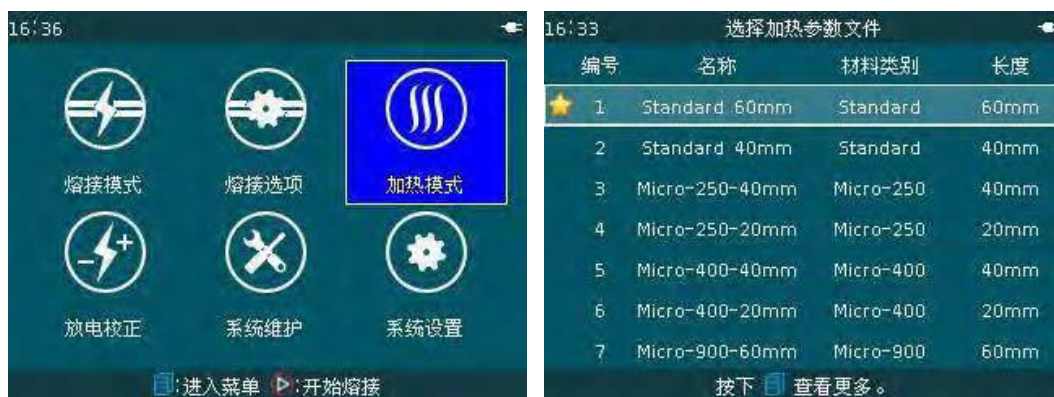 16:36
熔接模式 熔接选项 加热模式
放电校正 系统维护 系统设置
:进入菜单 :开始熔接
16:33 选择加热参数文件
编号 名称 材料类别 长度
1 Standard 60mm Standard 60mm
2 Standard 40mm Standard 40mm
3 Micro-250-40mm Micro-250 40mm
4 Micro-250-20mm Micro-250 20mm
5 Micro-400-40mm Micro-400 40mm
6 Micro-400-20mm Micro-400 20mm
7 Micro-900-60mm Micro-900 60mm
按下 查看更多。